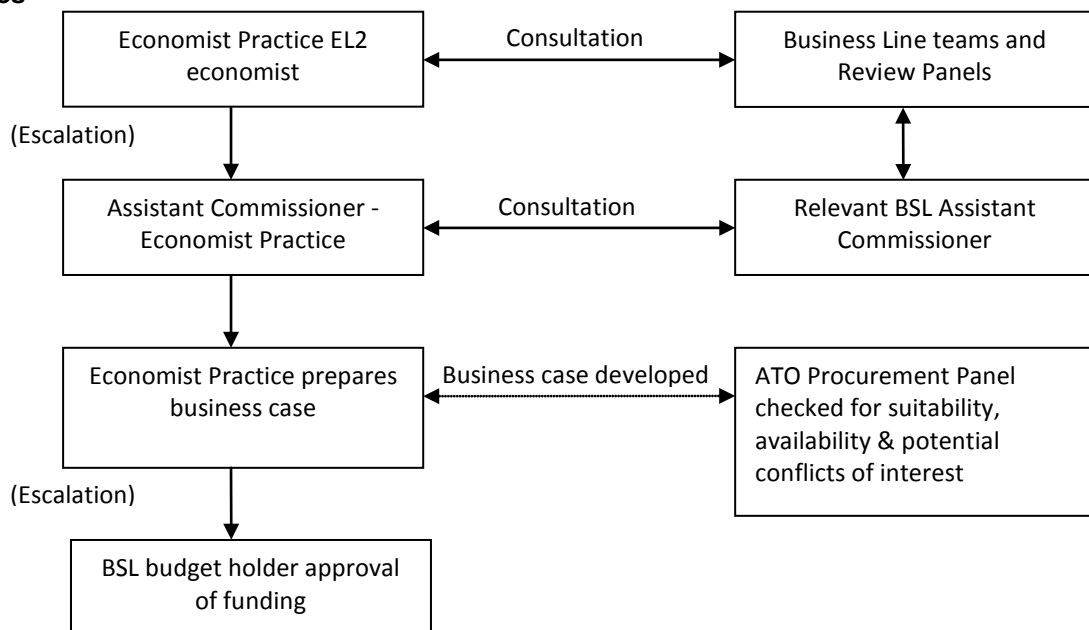 Economist Practice EL2
economist
Consultation
Business Line teams and
Review Panels
(Escalation)
Assistant Commissioner -
Economist Practice
Consultation
Relevant BSL Assistant
Commissioner
Economist Practice prepares
business case
Business case developed
ATO Procurement Panel
checked for suitability,
availability & potential
conflicts of interest
(Escalation)
BSL budget holder approval
of funding